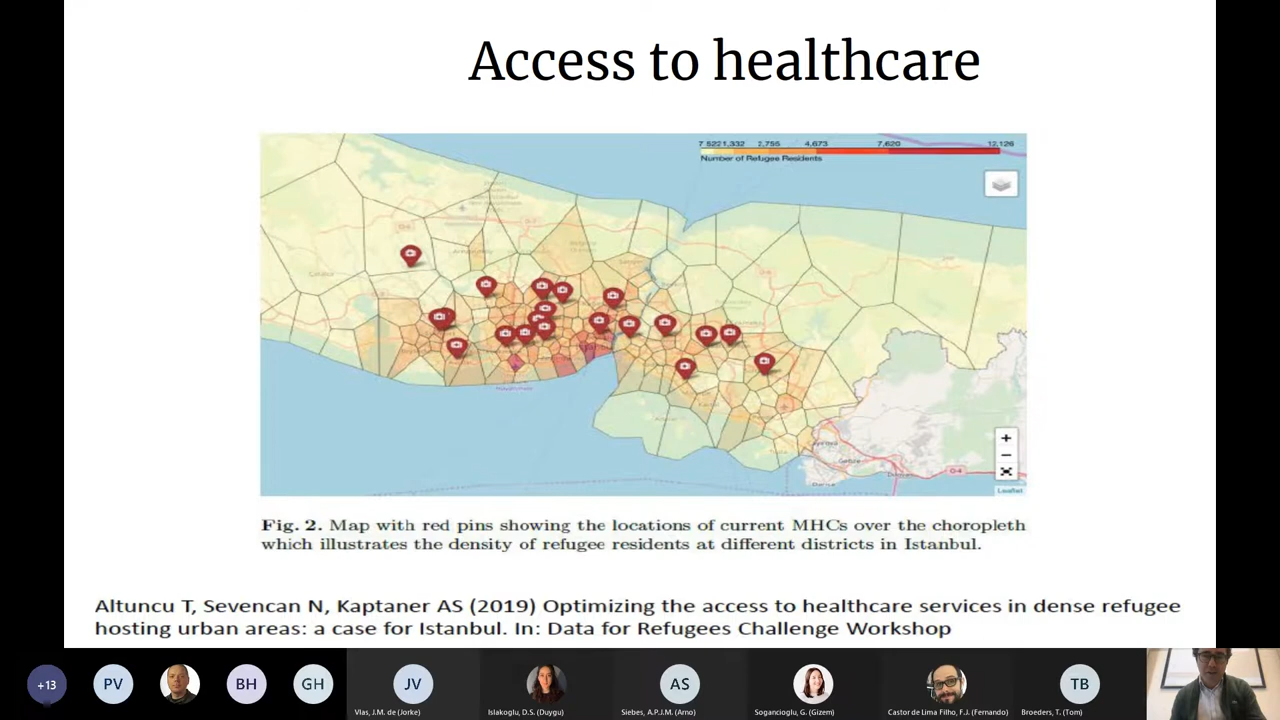 Access to healthcare
7 522 1,332 2,755 4,673 7,620 12,126
Number of Refugee Residents
+
−
Leaflet
Fig. 2. Map with red pins showing the locations of current MHCs over the choropleth
which illustrates the density of refugee residents at different districts in Istanbul.
Altuncu T, Sevencan N, Kaptaner AS (2019) Optimizing the access to healthcare services in dense refugee
hosting urban areas: a case for Istanbul. In: Data for Refugees Challenge Workshop
+13 PV BH GH JV AS TB
Vlas, J.M. de (Jorke) Islakoglu, D.S. (Duygu) Siebes, A.P.J.M. (Arno) Sogancioglu, G. (Gizem) Castor de Lima Filho, F.J. (Fernando) Broeders, T. (Tom)